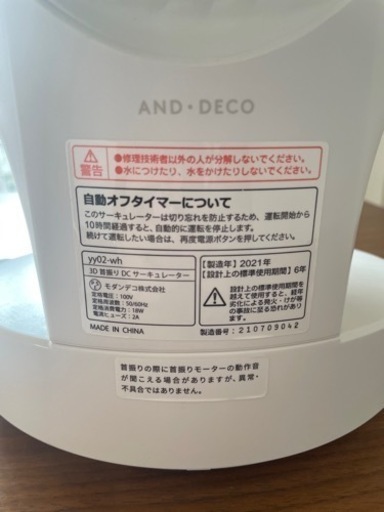 AND·DECO
警告
●修理技術者以外の人が分解しないでください。
●水につけたり、水をかけたりしないでください。
自動オフタイマーについて
このサーキュレーターは切り忘れを防止するため、運転開始から
10時間経過すると、自動的に運転を停止します。
続けて運転したい場合は、再度電源ボタンを押してください。
yy02-wh
3D 首振り DC サーキュレーター
モダンデコ株式会社
定格電圧：100V
定格周波数：50/60Hz
定格消費電力：18W
電流ヒューズ：2A
MADE IN CHINA
【製造年】2021年
【設計上の標準使用期間】6年
設計上の標準使用期間を
越えて使用すると、経年
劣化による発火・けが等
の事故に至る恐れがあり
ます。
製造番号：210709042
首振りの際に首振りモーターの動作音
が聞こえる場合がありますが、異常・
不具合ではありません。